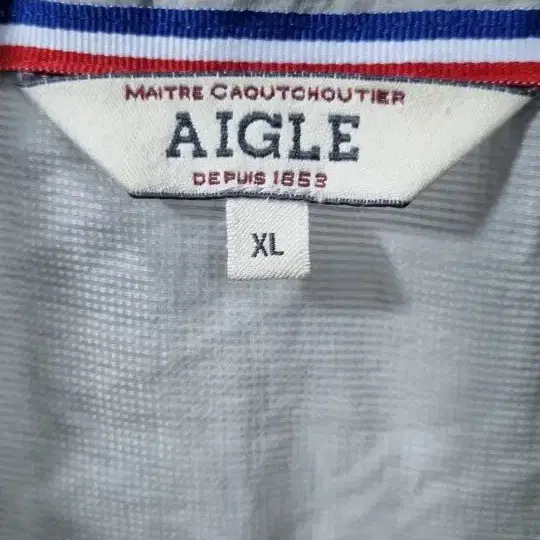 MAITRE CAOUTCHOUTIER
AIGLE
DEPUIS 1853
XL